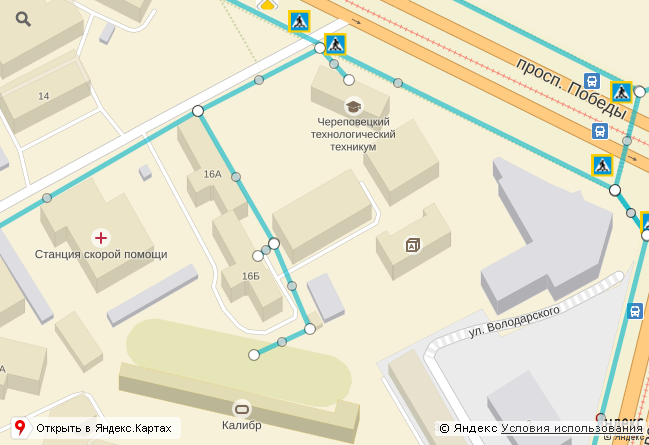 просп. Победы
14
Череповецкий
технологический
техникум
16А
Станция скорой помощи
16Б
ул. Володарского
А
Калибр
Открыть в Яндекс.Картах
© Яндекс Условия использования
© Яндекс